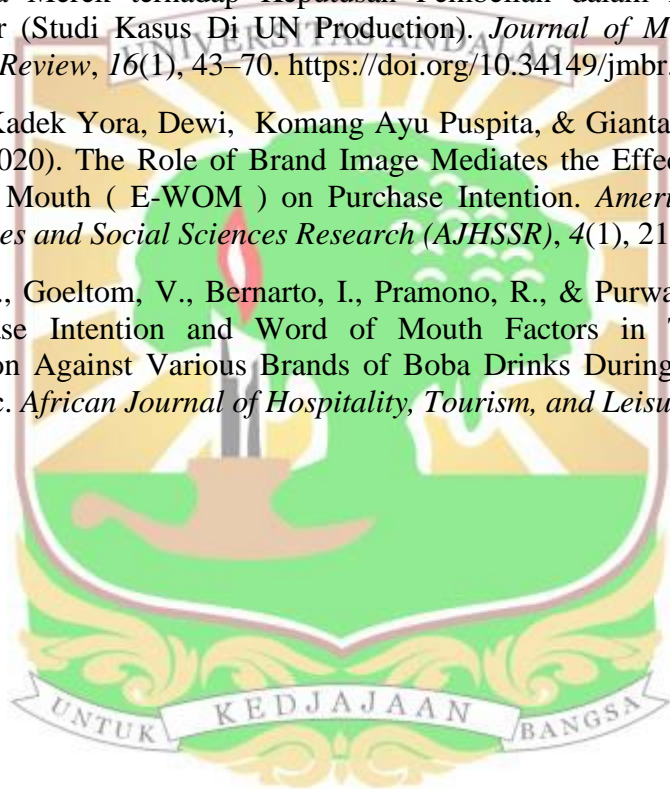 a Merek terhadap Keputusan Pembelian dalam
r (Studi Kasus Di UN Production). Journal of M
UNIVERSITAS ANDALAS
Review, 16(1), 43–70. https://doi.org/10.34149/jmbr.
Kadek Yora, Dewi, Komang Ayu Puspita, & Gianta
020). The Role of Brand Image Mediates the Effe
Mouth ( E-WOM ) on Purchase Intention. Ameri
es and Social Sciences Research (AJHSSR), 4(1), 21
., Goeltom, V., Bernarto, I., Pramono, R., & Purwa
se Intention and Word of Mouth Factors in T
on Against Various Brands of Boba Drinks During
c. African Journal of Hospitality, Tourism, and Leisu
UNTUK KEDJAJAAN BANGSA